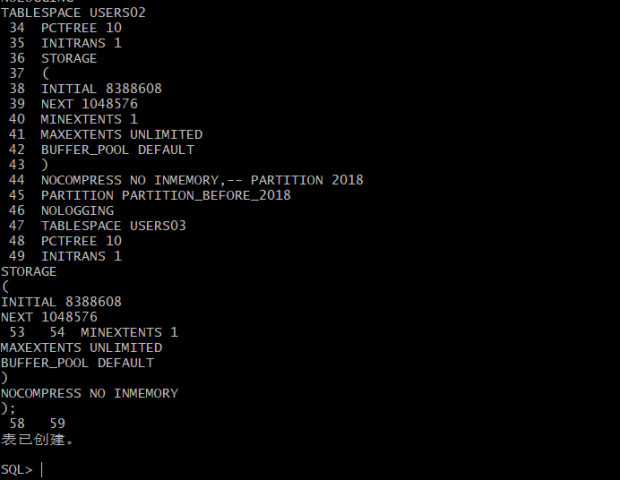 TABLESPACE USERS02
34 PCTFREE 10
35 INITRANS 1
36 STORAGE
37 (
38 INITIAL 8388608
39 NEXT 1048576
40 MINEXTENTS 1
41 MAXEXTENTS UNLIMITED
42 BUFFER_POOL DEFAULT
43 )
44 NOCOMPRESS NO INMEMORY,-- PARTITION 2018
45 PARTITION PARTITION_BEFORE_2018
46 NOLOGGING
47 TABLESPACE USERS03
48 PCTFREE 10
49 INITRANS 1
STORAGE
(
INITIAL 8388608
NEXT 1048576
53 54 MINEXTENTS 1
MAXEXTENTS UNLIMITED
BUFFER_POOL DEFAULT
)
NOCOMPRESS NO INMEMORY
);
58 59
表已创建。
SQL>